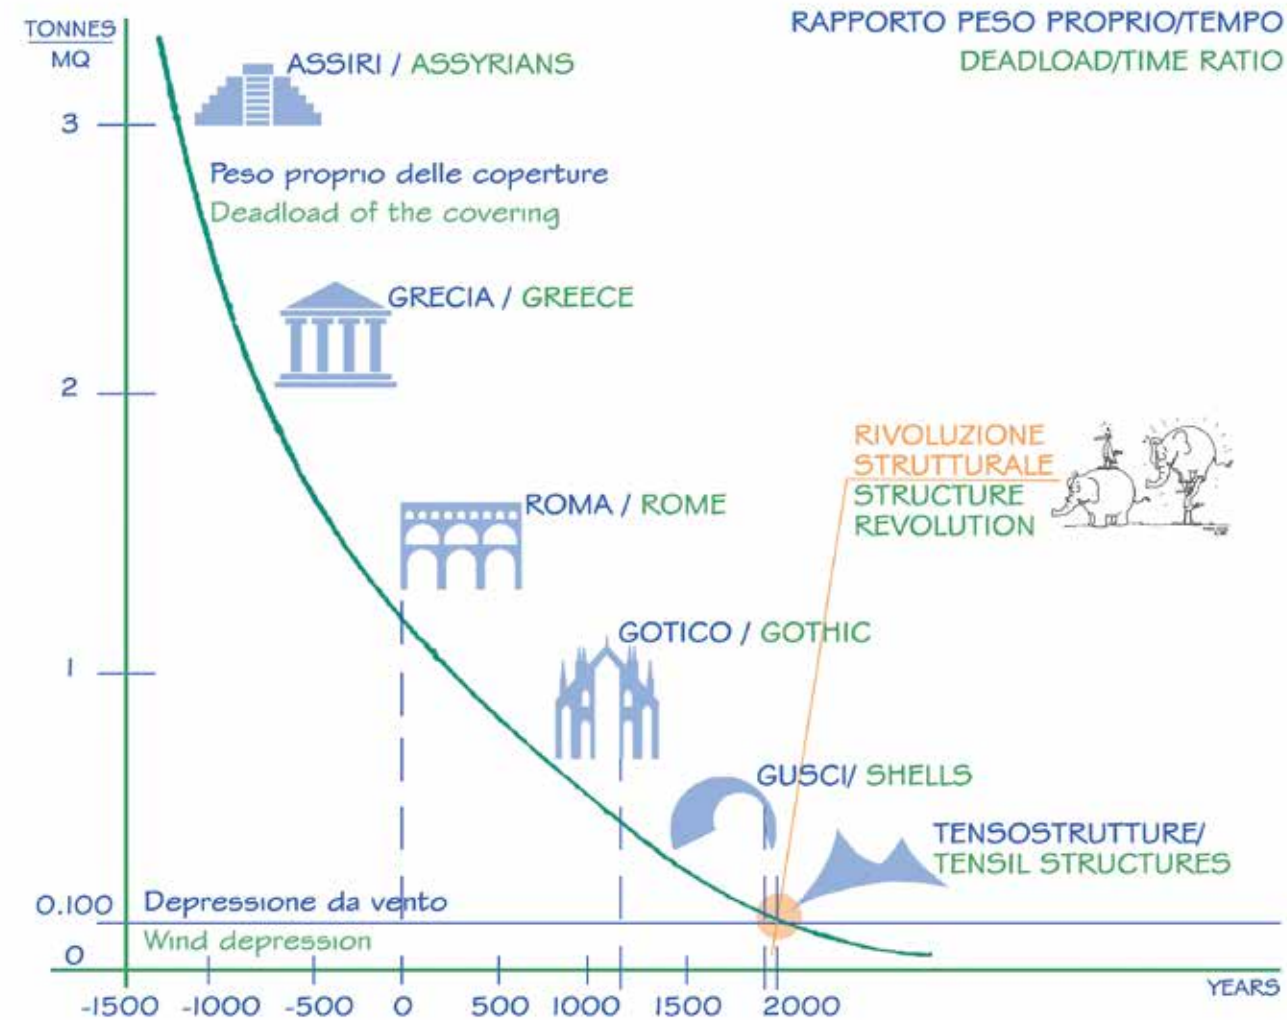 TONNES
MQ
RAPPORTO PESO PROPRIO/TEMPO
DEADLOAD/TIME RATIO
ASSIRI / ASSYRIANS
3
Peso proprio delle coperture
Deadload of the covering
GRECIA / GREECE
2
RIVOLUZIONE
STRUTTURALE
STRUCTURE
REVOLUTION
ROMA / ROME
GOTICO / GOTHIC
1
GUSCI/ SHELLS
TENSOSTRUTTURE/
TENSIL STRUCTURES
0.100
Depressione da vento
Wind depression
0
YEARS
-1500 -1000 -500 0 500 1000 1500 2000